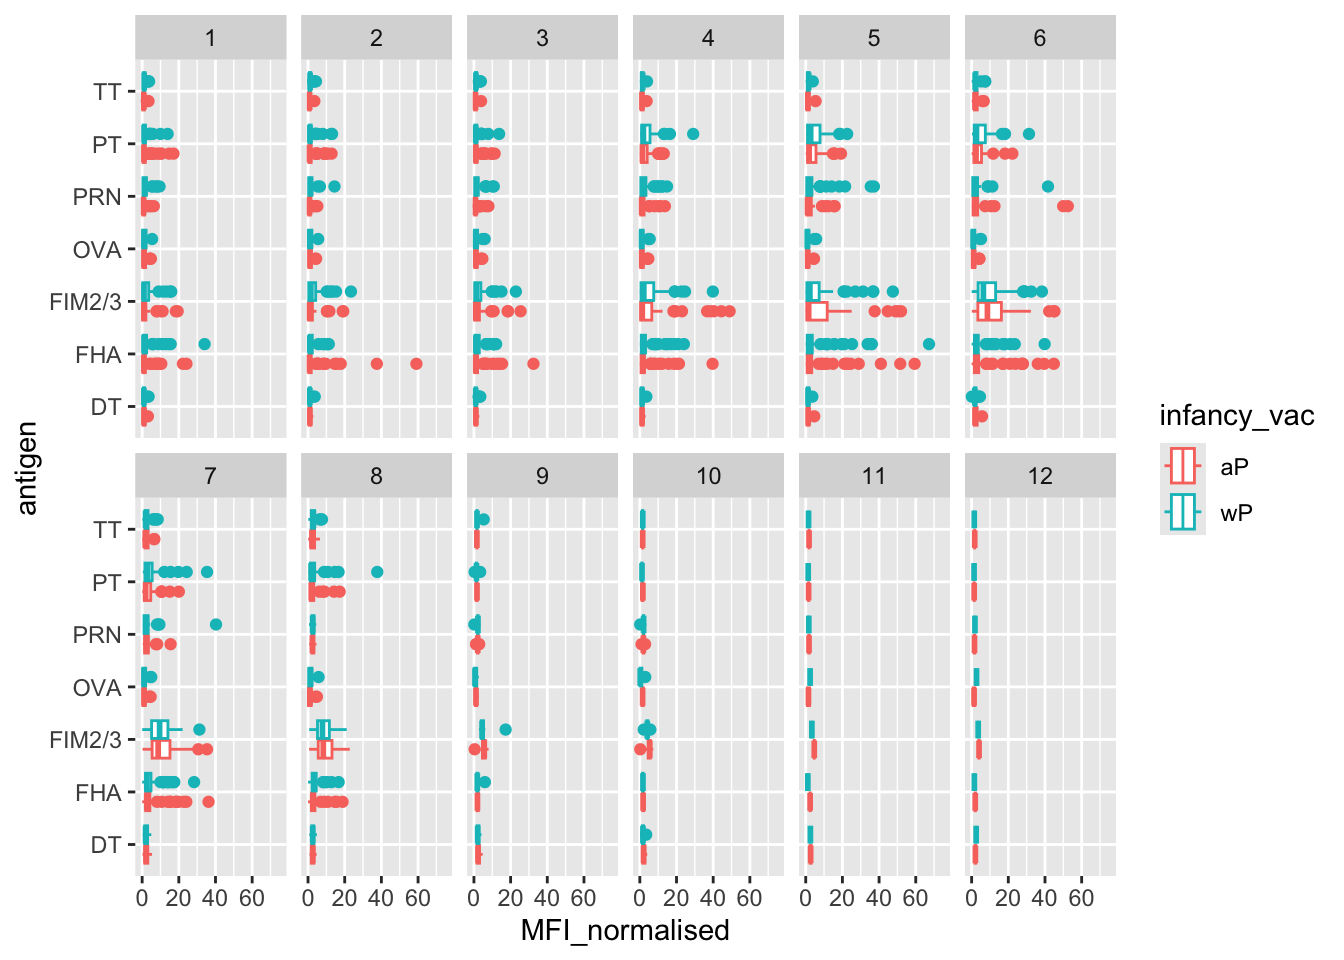 1 2 3 4 5 6
TT
PT
PRN
OVA
FIM2/3
FHA
DT
7 8 9 10 11 12
TT
PT
PRN
OVA
FIM2/3
FHA
DT
0 20 40 60 0 20 40 60 0 20 40 60 0 20 40 60 0 20 40 60 0 20 40 60
MFI_normalised
antigen
infancy_vac
aP
wP